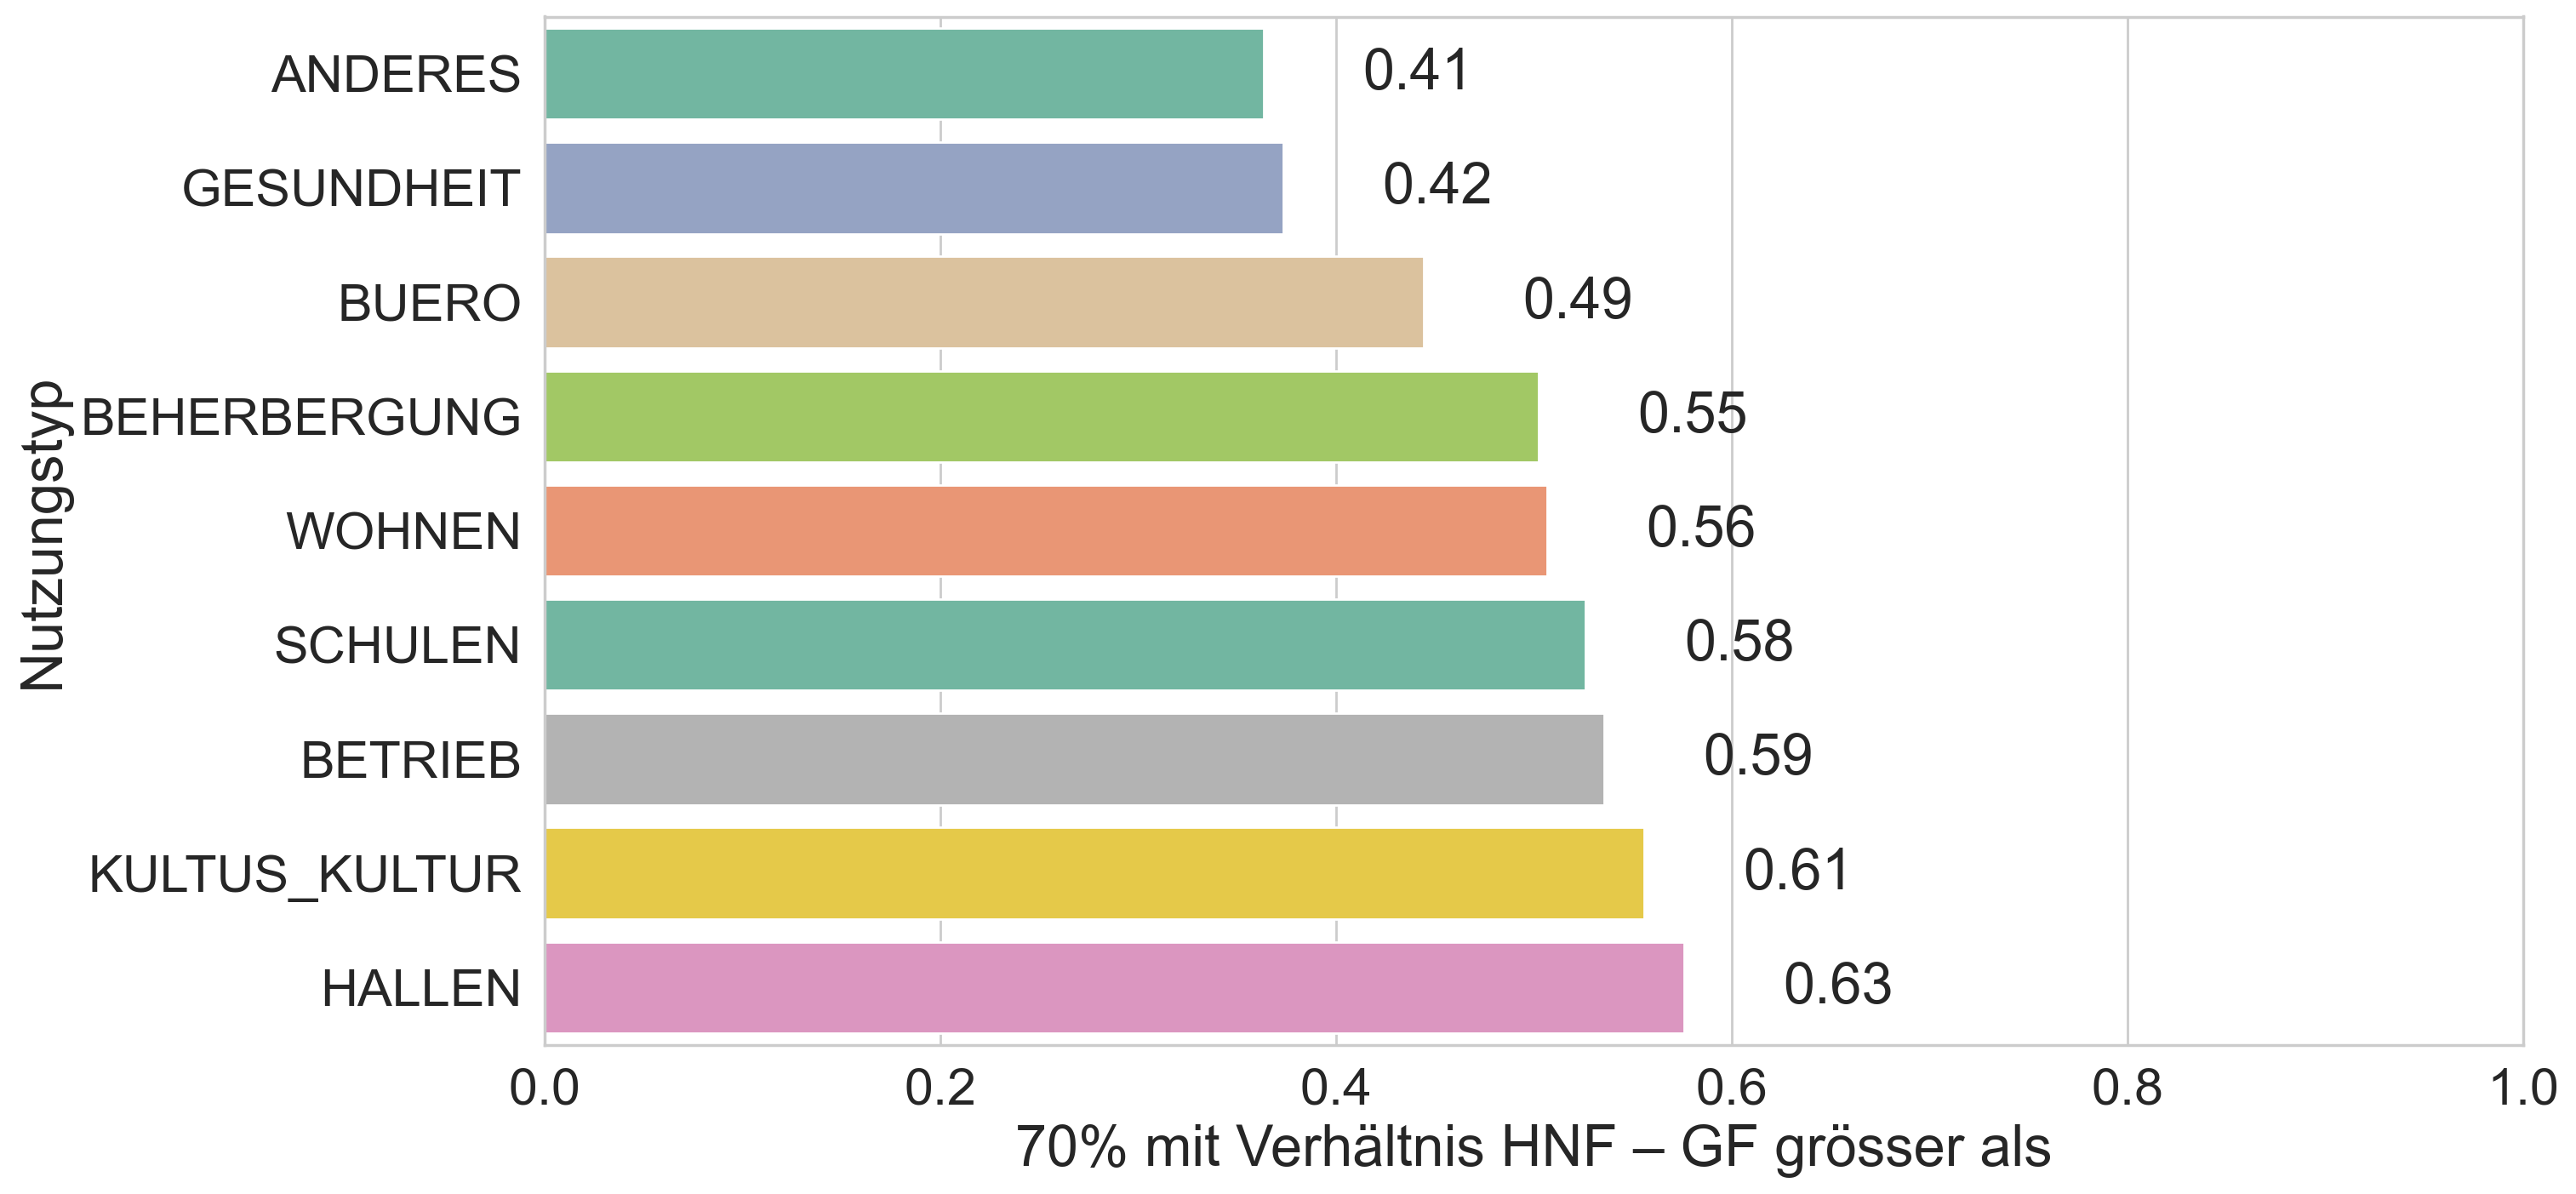 ANDERES 0.41
GESUNDHEIT 0.42
BUERO 0.49
BEHERBERGUNG 0.55
WOHNEN 0.56
SCHULEN 0.58
BETRIEB 0.59
KULTUS_KULTUR 0.61
HALLEN 0.63
Nutzungstyp
0.0 0.2 0.4 0.6 0.8 1.0
70% mit Verhältnis HNF – GF grösser als